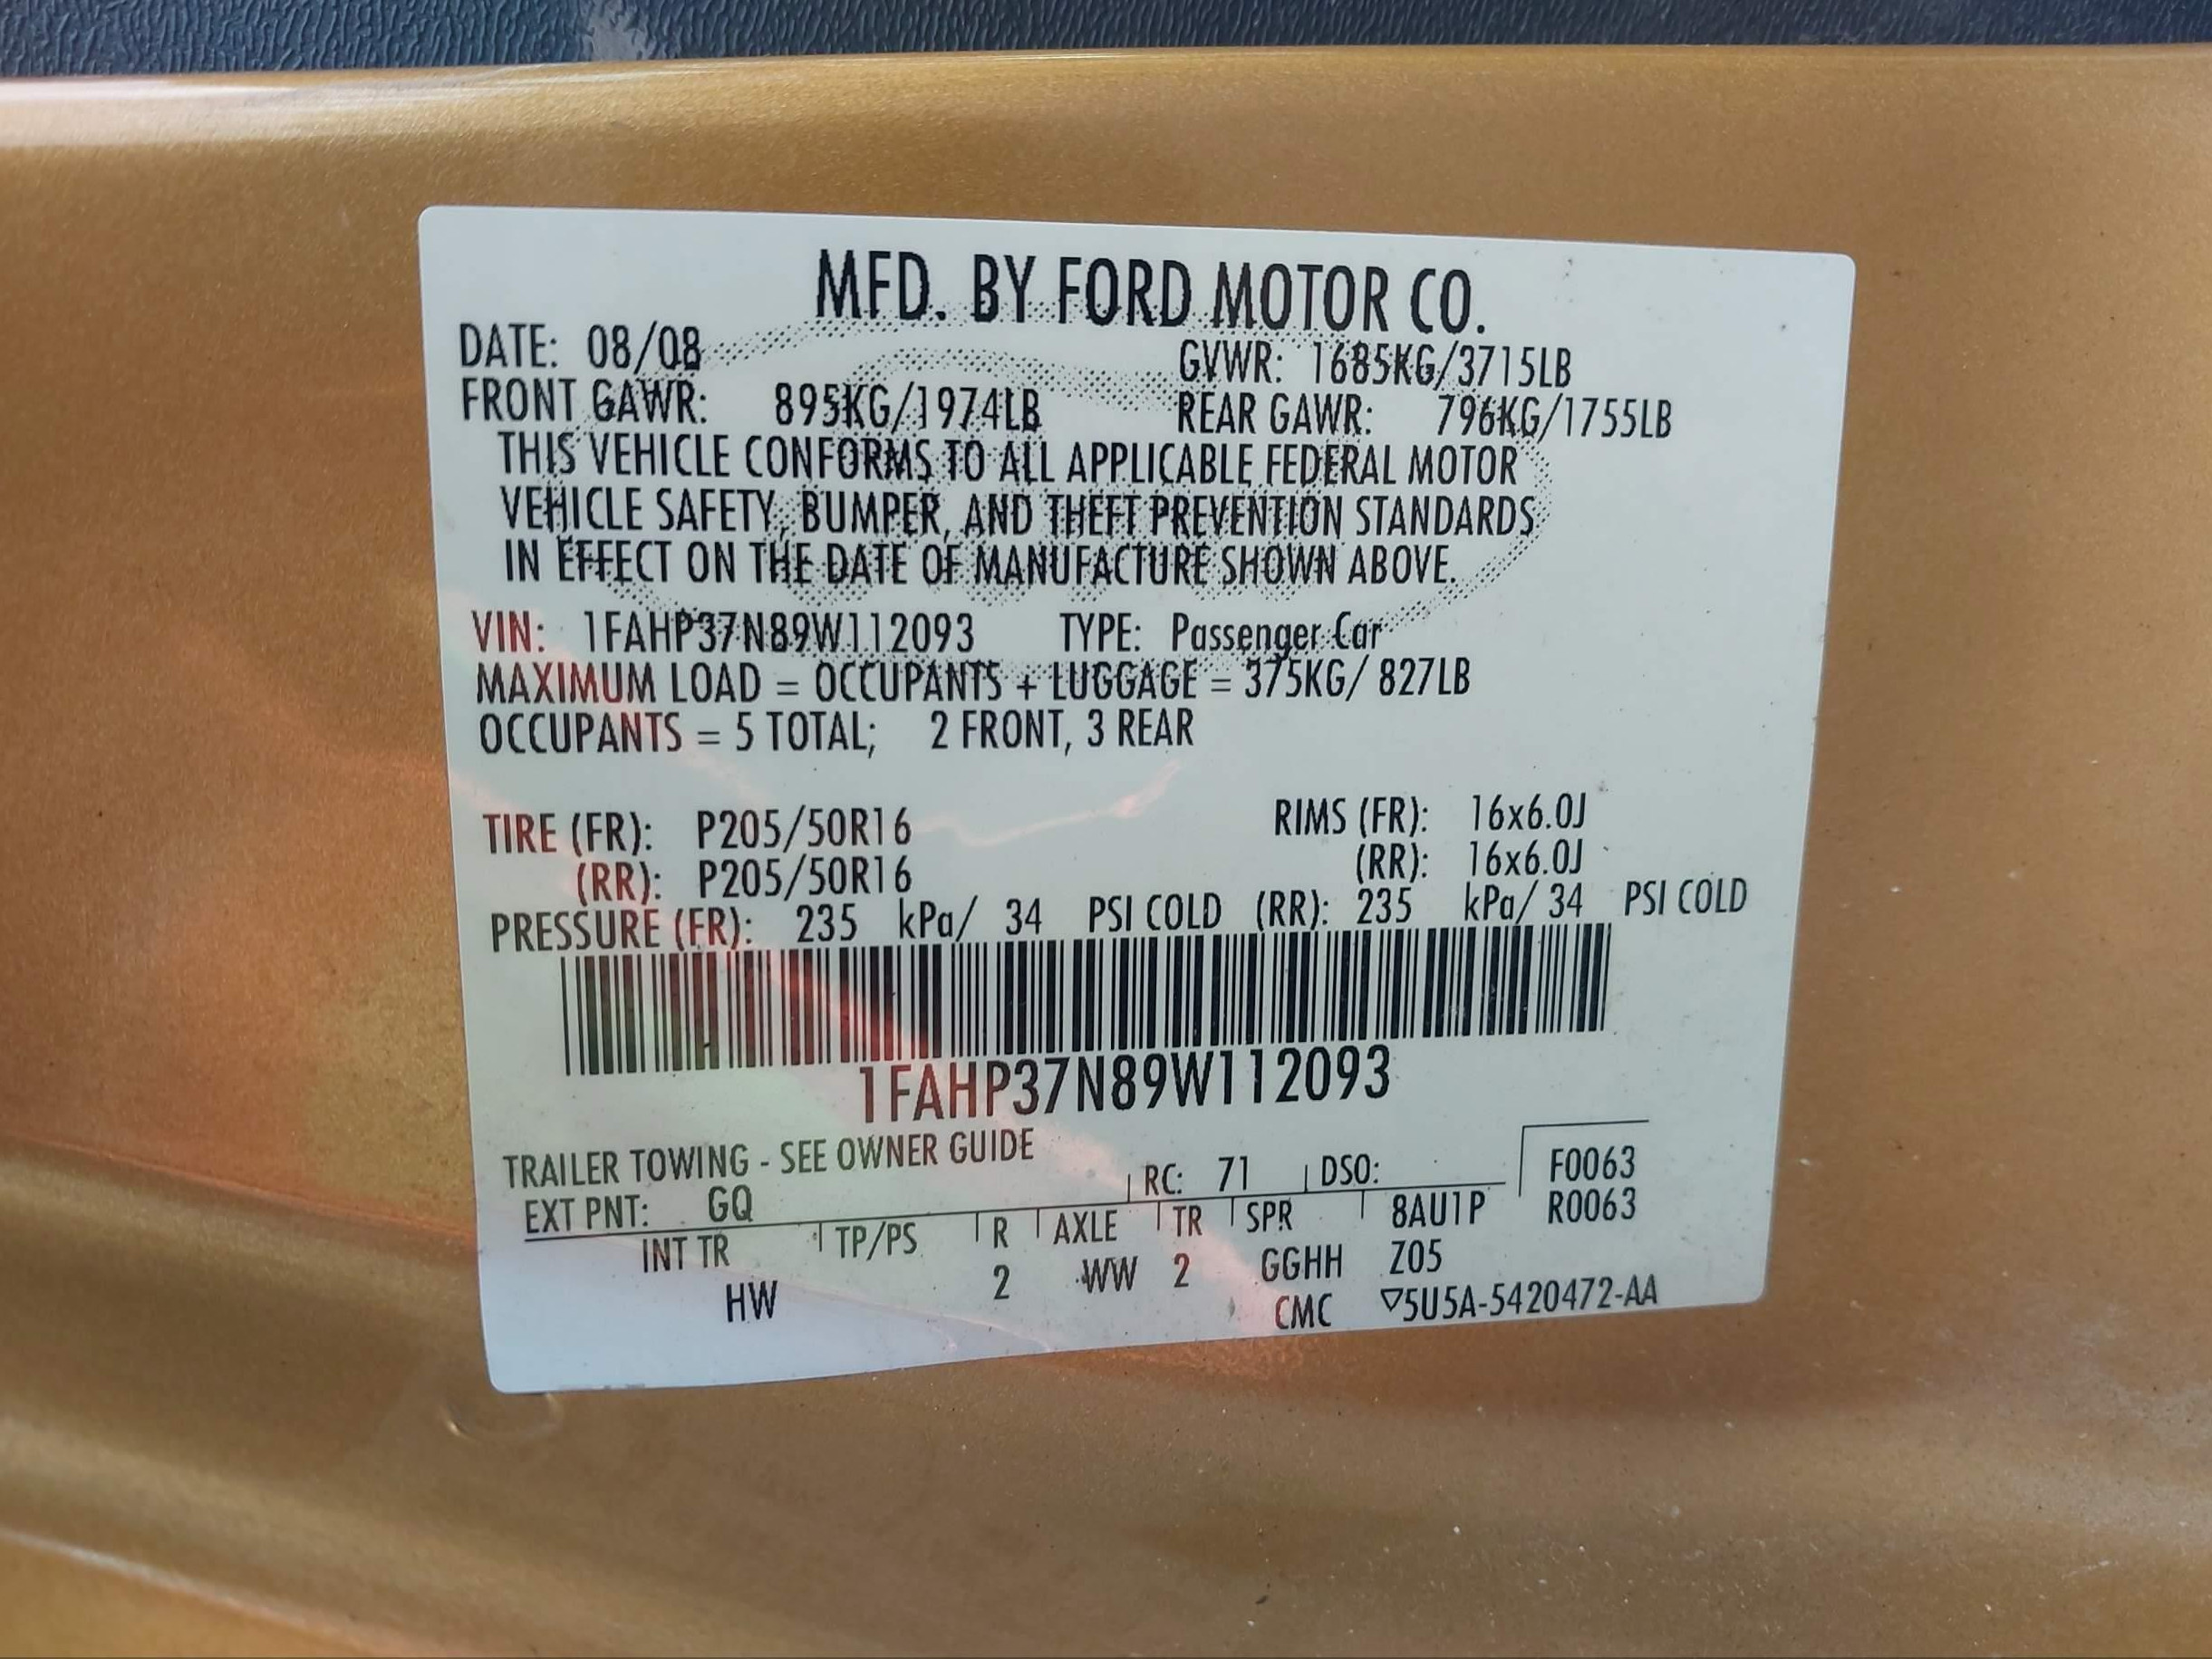 MFD. BY FORD MOTOR CO.
DATE: 08/08 GVWR: 1685KG/3715LB
FRONT GAWR: 895KG/1974LB REAR GAWR: 796KG/1755LB
THIS VEHICLE CONFORMS TO ALL APPLICABLE FEDERAL MOTOR
VEHICLE SAFETY, BUMPER, AND THEFT PREVENTION STANDARDS
IN EFFECT ON THE DATE OF MANUFACTURE SHOWN ABOVE.
VIN: 1FAHP37N89W112093 TYPE: Passenger Car
MAXIMUM LOAD = OCCUPANTS + LUGGAGE = 375KG/ 827LB
OCCUPANTS = 5 TOTAL; 2 FRONT, 3 REAR
TIRE (FR): P205/50R16 RIMS (FR): 16x6.0J
(RR): P205/50R16 (RR): 16x6.0J
PRESSURE (FR): 235 kPa/ 34 PSI COLD (RR): 235 kPa/ 34 PSI COLD
1FAHP37N89W112093
TRAILER TOWING - SEE OWNER GUIDE
EXT PNT: GQ RC: 71 DSO: F0063
INT TR TP/PS R AXLE TR SPR 8AU1P R0063
HW 2 WW 2 GGHH Z05
CMC ▽5U5A-5420472-AA